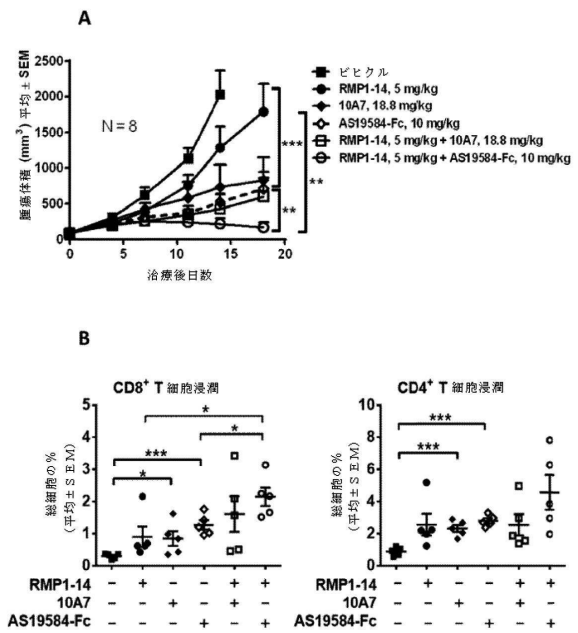 A
腫瘍体積 (mm³) 平均 ± SEM
2500
2000
1500
1000
500
0
N=8
0 5 10 15 20
治療後日数
***
**
**
ビヒクル
RMP1-14, 5 mg/kg
10A7, 18.8 mg/kg
AS19584-Fc, 10 mg/kg
RMP1-14, 5 mg/kg + 10A7, 18.8 mg/kg
RMP1-14, 5 mg/kg + AS19584-Fc, 10 mg/kg
B
CD8⁺ T 細胞浸潤
総細胞の%
(平均±SEM)
5
4
3
2
1
0
*
***
*
*
RMP1-14 − + − − + +
10A7 − − + − + −
AS19584-Fc − − − + − +
CD4⁺ T 細胞浸潤
総細胞の%
(平均±SEM)
10
8
6
4
2
0
***
***
− + − − + +
− − + − + −
− − − + − +